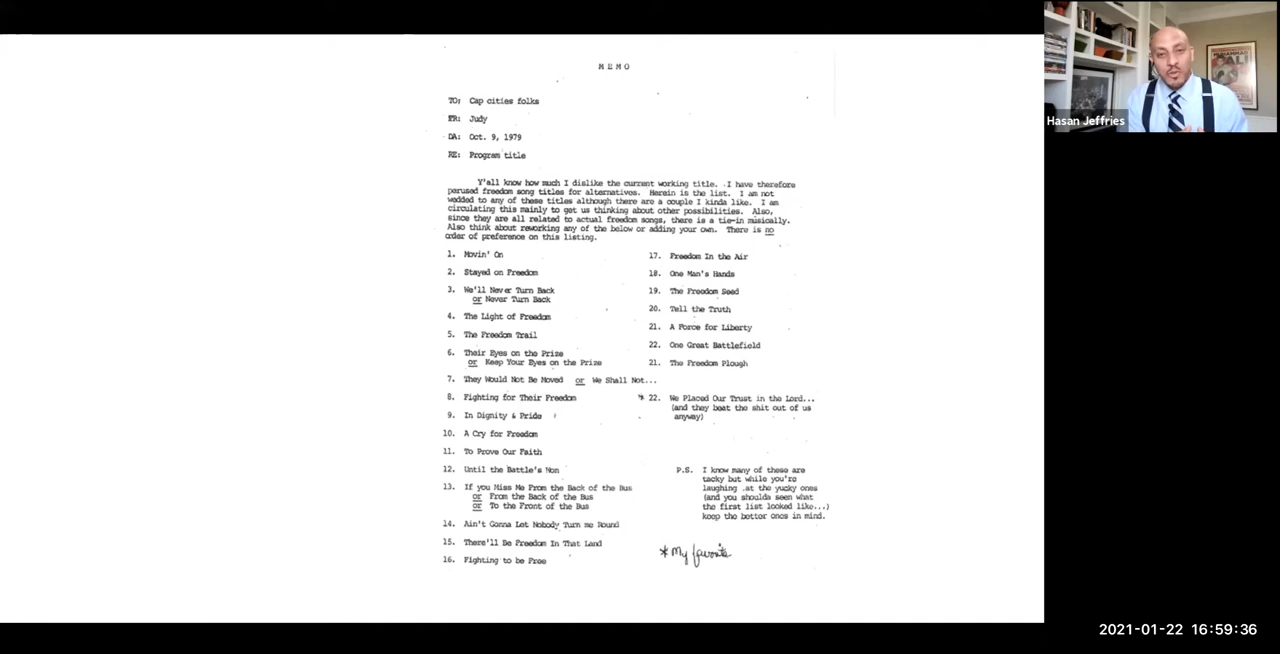 MEMO
TO: Cap cities folks
FR: Judy
DA: Oct. 9, 1979
RE: Program title
Y'all know how much I dislike the current working title. I have therefore
perused freedom song titles for alternatives. Herein is the list. I am not
wedded to any of these titles although there are a couple I kinda like. I am
circulating this mainly to get us thinking about other possibilities. Also,
since they are all related to actual freedom songs, there is a tie-in musically.
Also think about reworking any of the below or adding your own. There is no
order of preference on this listing.
1. Movin' On
2. Stayed on Freedom
3. We'll Never Turn Back
or Never Turn Back
4. The Light of Freedom
5. The Freedom Trail
6. Their Eyes on the Prize
or Keep Your Eyes on the Prize
7. They Would Not Be Moved or We Shall Not...
8. Fighting for Their Freedom
9. In Dignity & Pride
10. A Cry for Freedom
11. To Prove Our Faith
12. Until the Battle's Won
13. If you Miss Me From the Back of the Bus
or From the Back of the Bus
or To the Front of the Bus
14. Ain't Gonna Let Nobody Turn me Round
15. There'll Be Freedom In That Land
16. Fighting to be Free
17. Freedom In the Air
18. One Man's Hands
19. The Freedom Seed
20. Tell the Truth
21. A Force for Liberty
22. One Great Battlefield
21. The Freedom Plough
* 22. We Placed Our Trust in the Lord...
(and they beat the shit out of us
anyway)
P.S. I know many of these are
tacky but while you're
laughing at the yucky ones
(and you shoulda seen what
the first list looked like...)
keep the better ones in mind.
* My favorite
MUHAMMAD
ALI
Hasan Jeffries
2021-01-22 16:59:36